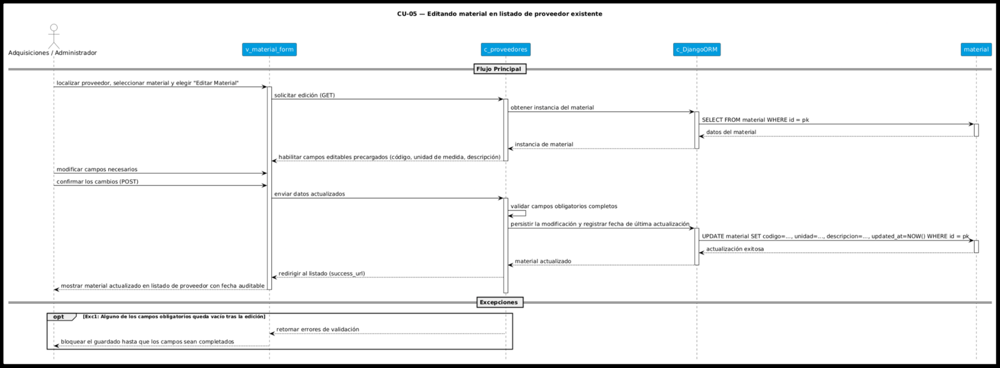 CU-05 — Editando material en listado de proveedor existente
Adquisiciones / Administrador
v_material_form
c_proveedores
c_DjangoORM
material
Flujo Principal
localizar proveedor, seleccionar material y elegir "Editar Material"
solicitar edición (GET)
obtener instancia del material
SELECT FROM material WHERE id = pk
datos del material
instancia de material
habilitar campos editables precargados (código, unidad de medida, descripción)
modificar campos necesarios
confirmar los cambios (POST)
enviar datos actualizados
validar campos obligatorios completos
persistir la modificación y registrar fecha de última actualización
UPDATE material SET codigo=..., unidad=..., descripcion=..., updated_at=NOW() WHERE id = pk
actualización exitosa
material actualizado
redirigir al listado (success_url)
mostrar material actualizado en listado de proveedor con fecha auditable
Excepciones
opt
[Exc1: Alguno de los campos obligatorios queda vacío tras la edición]
retornar errores de validación
bloquear el guardado hasta que los campos sean completados